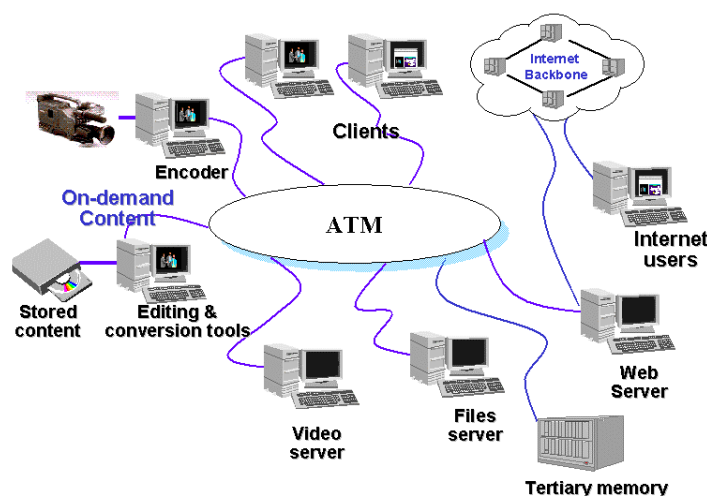 Internet
Backbone
Clients
Encoder
On-demand
Content
ATM
Internet
users
Stored
content
Editing &
conversion tools
Web
Server
Files
server
Video
server
Tertiary memory